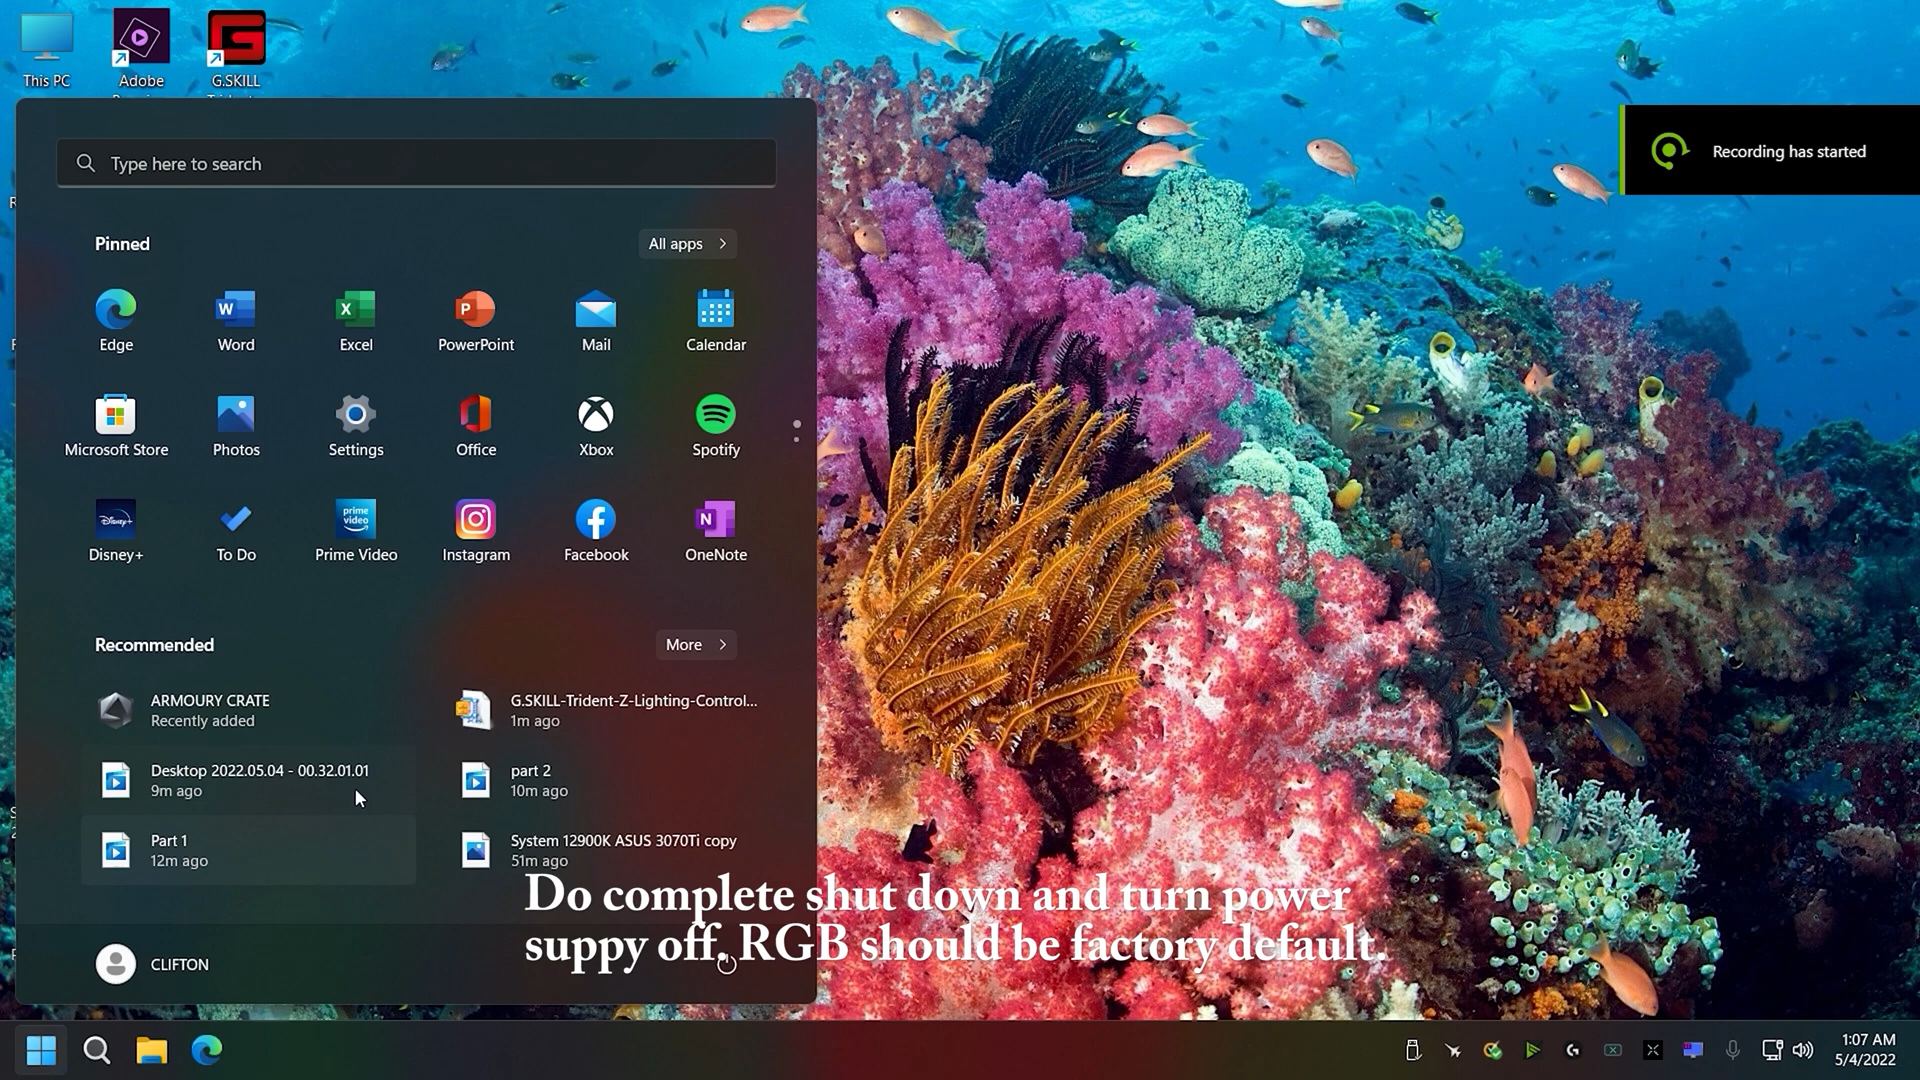 This PC
Adobe
G.SKILL
Type here to search
Recording has started
Pinned
All apps
Edge
Word
Excel
PowerPoint
Mail
Calendar
Microsoft Store
Photos
Settings
Office
Xbox
Spotify
Disney+
To Do
Prime Video
Instagram
Facebook
OneNote
Recommended
More
ARMOURY CRATE
Recently added
G.SKILL-Trident-Z-Lighting-Control...
1m ago
Desktop 2022.05.04 - 00.32.01.01
9m ago
part 2
10m ago
Part 1
12m ago
System 12900K ASUS 3070Ti copy
51m ago
Do complete shut down and turn power
suppy off. RGB should be factory default.
CLIFTON
1:07 AM
5/4/2022